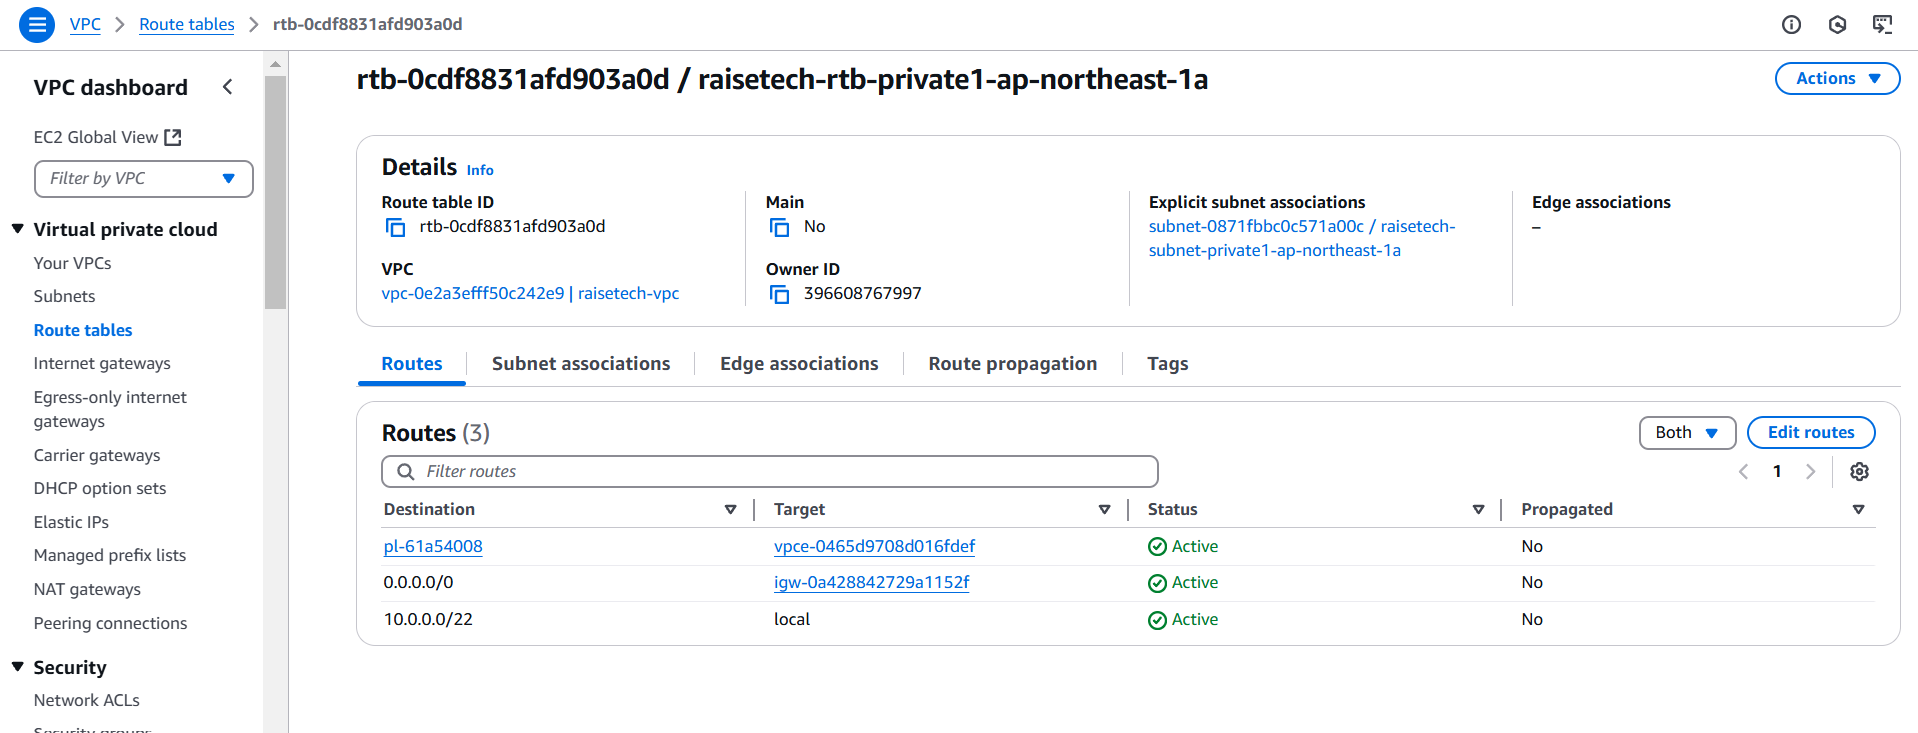 VPC > Route tables > rtb-0cdf8831afd903a0d
VPC dashboard
EC2 Global View
Filter by VPC
Virtual private cloud
Your VPCs
Subnets
Route tables
Internet gateways
Egress-only internet
gateways
Carrier gateways
DHCP option sets
Elastic IPs
Managed prefix lists
NAT gateways
Peering connections
Security
Network ACLs
Security groups
rtb-0cdf8831afd903a0d / raisetech-rtb-private1-ap-northeast-1a
Actions
Details Info
Route table ID
rtb-0cdf8831afd903a0d
VPC
vpc-0e2a3efff50c242e9 | raisetech-vpc
Main
No
Owner ID
396608767997
Explicit subnet associations
subnet-0871fbbc0c571a00c / raisetech-
subnet-private1-ap-northeast-1a
Edge associations
–
Routes Subnet associations Edge associations Route propagation Tags
Routes (3)
Both
Edit routes
Filter routes
1
Destination Target Status Propagated
pl-61a54008 vpce-0465d9708d016fdef Active No
0.0.0.0/0 igw-0a428842729a1152f Active No
10.0.0.0/22 local Active No